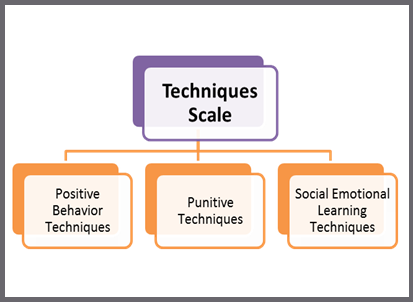 Techniques
Scale
Positive
Behavior
Techniques
Punitive
Techniques
Social Emotional
Learning
Techniques